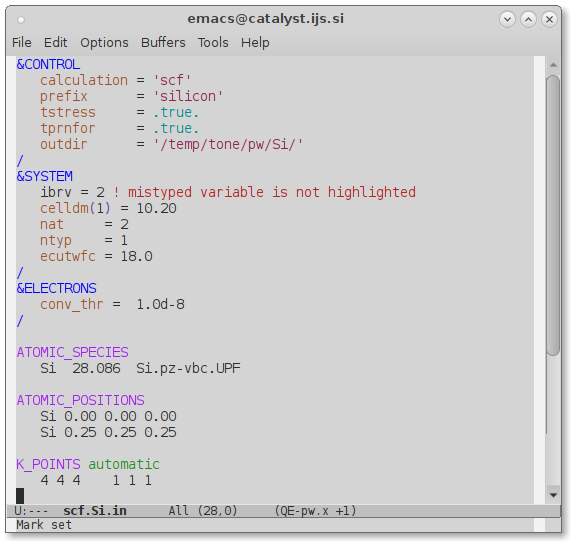 emacs@catalyst.ijs.si
File Edit Options Buffers Tools Help
&CONTROL
   calculation = 'scf'
   prefix      = 'silicon'
   tstress     = .true.
   tprnfor     = .true.
   outdir      = '/temp/tone/pw/Si/'
/
&SYSTEM
   ibrv = 2 ! mistyped variable is not highlighted
   celldm(1) = 10.20
   nat     = 2
   ntyp    = 1
   ecutwfc = 18.0
/
&ELECTRONS
   conv_thr =  1.0d-8
/
ATOMIC_SPECIES
   Si  28.086  Si.pz-vbc.UPF
ATOMIC_POSITIONS
   Si 0.00 0.00 0.00
   Si 0.25 0.25 0.25
K_POINTS automatic
   4 4 4    1 1 1
U:---  scf.Si.in      All (28,0)     (QE-pw.x +1)
Mark set